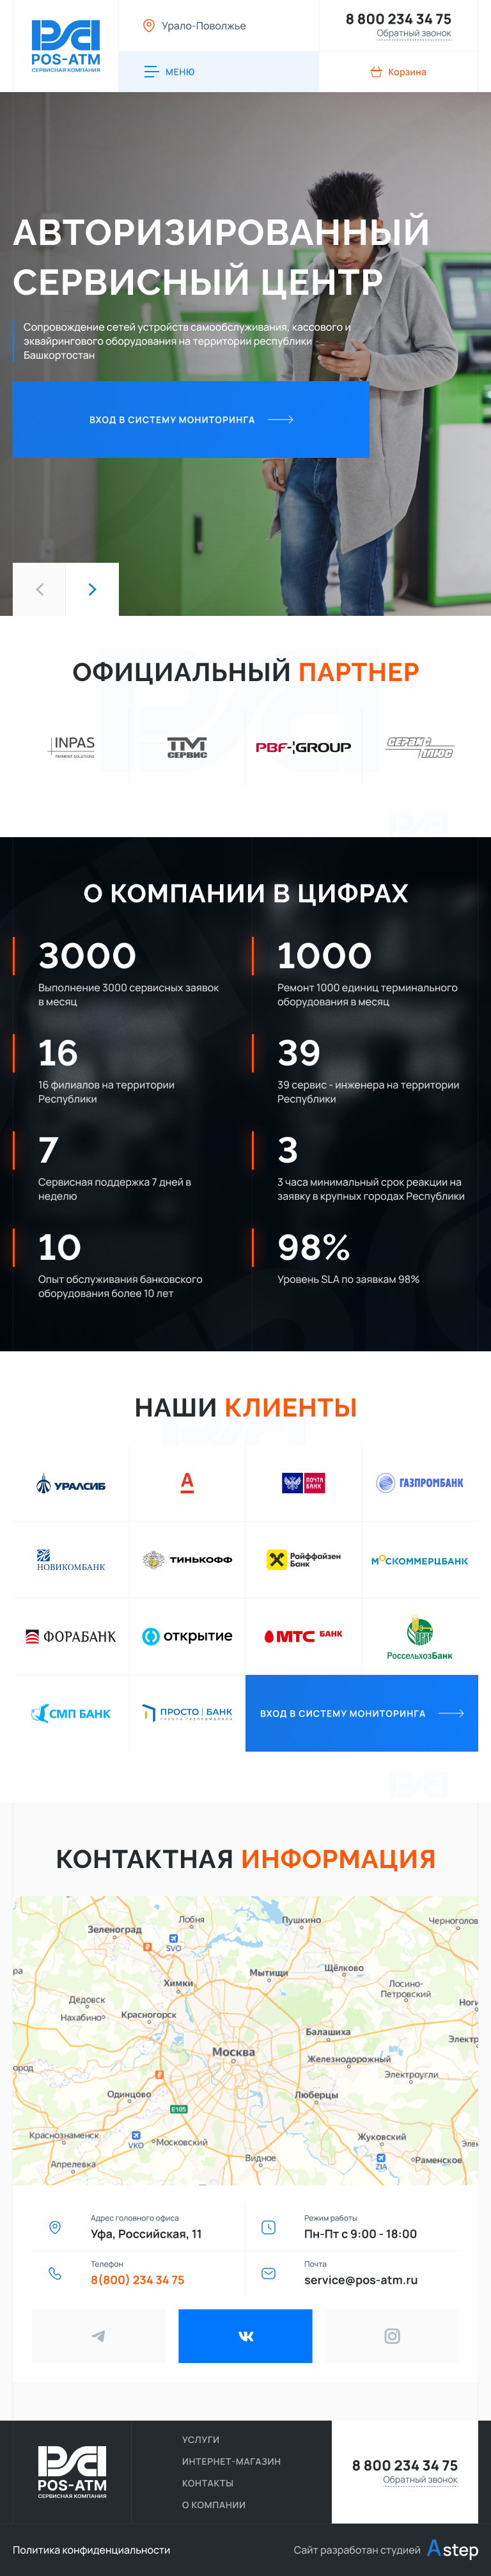 POS-ATM
СЕРВИСНАЯ КОМПАНИЯ
Урало-Поволжье
8 800 234 34 75
Обратный звонок
МЕНЮ
Корзина
АВТОРИЗИРОВАННЫЙ
СЕРВИСНЫЙ ЦЕНТР
Сопровождение сетей устройств самообслуживания, кассового и
эквайрингового оборудования на территории республики
Башкортостан
ВХОД В СИСТЕМУ МОНИТОРИНГА
ОФИЦИАЛЬНЫЙ ПАРТНЕР
INPAS
PAYMENT SOLUTIONS
ТМ
СЕРВИС
PBF-GROUP
СЕРВИС
ПЛЮС
О КОМПАНИИ В ЦИФРАХ
3000
Выполнение 3000 сервисных заявок
в месяц
1000
Ремонт 1000 единиц терминального
оборудования в месяц
16
16 филиалов на территории
Республики
39
39 сервис - инженера на территории
Республики
7
Сервисная поддержка 7 дней в
неделю
3
3 часа минимальный срок реакции на
заявку в крупных городах Республики
10
Опыт обслуживания банковского
оборудования более 10 лет
98%
Уровень SLA по заявкам 98%
НАШИ КЛИЕНТЫ
УРАЛСИБ
А
ПОЧТА
БАНК
ГАЗПРОМБАНК
НОВИКОМБАНК
ТИНЬКОФФ
Райффайзен
Банк
МОСКОММЕРЦБАНК
ФОРАБАНК
открытие
МТС БАНК
РоссельхозБанк
СМП БАНК
ПРОСТО | БАНК
ГРУППА ГАЗПРОМБАНКА
ВХОД В СИСТЕМУ МОНИТОРИНГА
КОНТАКТНАЯ ИНФОРМАЦИЯ
Лобня
Пушкино
Черноголов
Зеленоград
SVO
Мытищи
Щёлково
Химки
Лосино-
Петровский
Дедовск
Нахабино
Красногорск
Ноги
Балашиха
Электр
Москва
Железнодорожный
Электроугли
Одинцово
Люберцы
E105
Краснознаменск
VKO
Московский
Жуковский
Видное
ZIA
Раменское
Апрелевка
Адрес головного офиса
Уфа, Российская, 11
Режим работы
Пн-Пт с 9:00 - 18:00
Телефон
8(800) 234 34 75
Почта
service@pos-atm.ru
POS-ATM
СЕРВИСНАЯ КОМПАНИЯ
УСЛУГИ
ИНТЕРНЕТ-МАГАЗИН
КОНТАКТЫ
О КОМПАНИИ
8 800 234 34 75
Обратный звонок
Политика конфиденциальности
Сайт разработан студией Astep